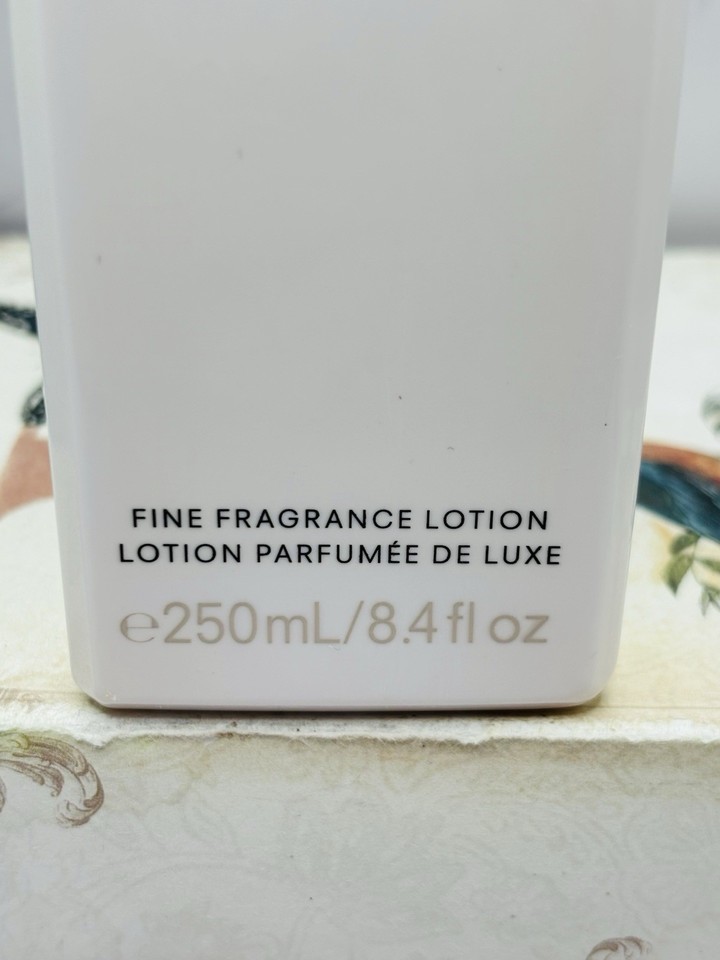 FINE FRAGRANCE LOTION
LOTION PARFUMÉE DE LUXE
℮250mL/8.4 fl oz